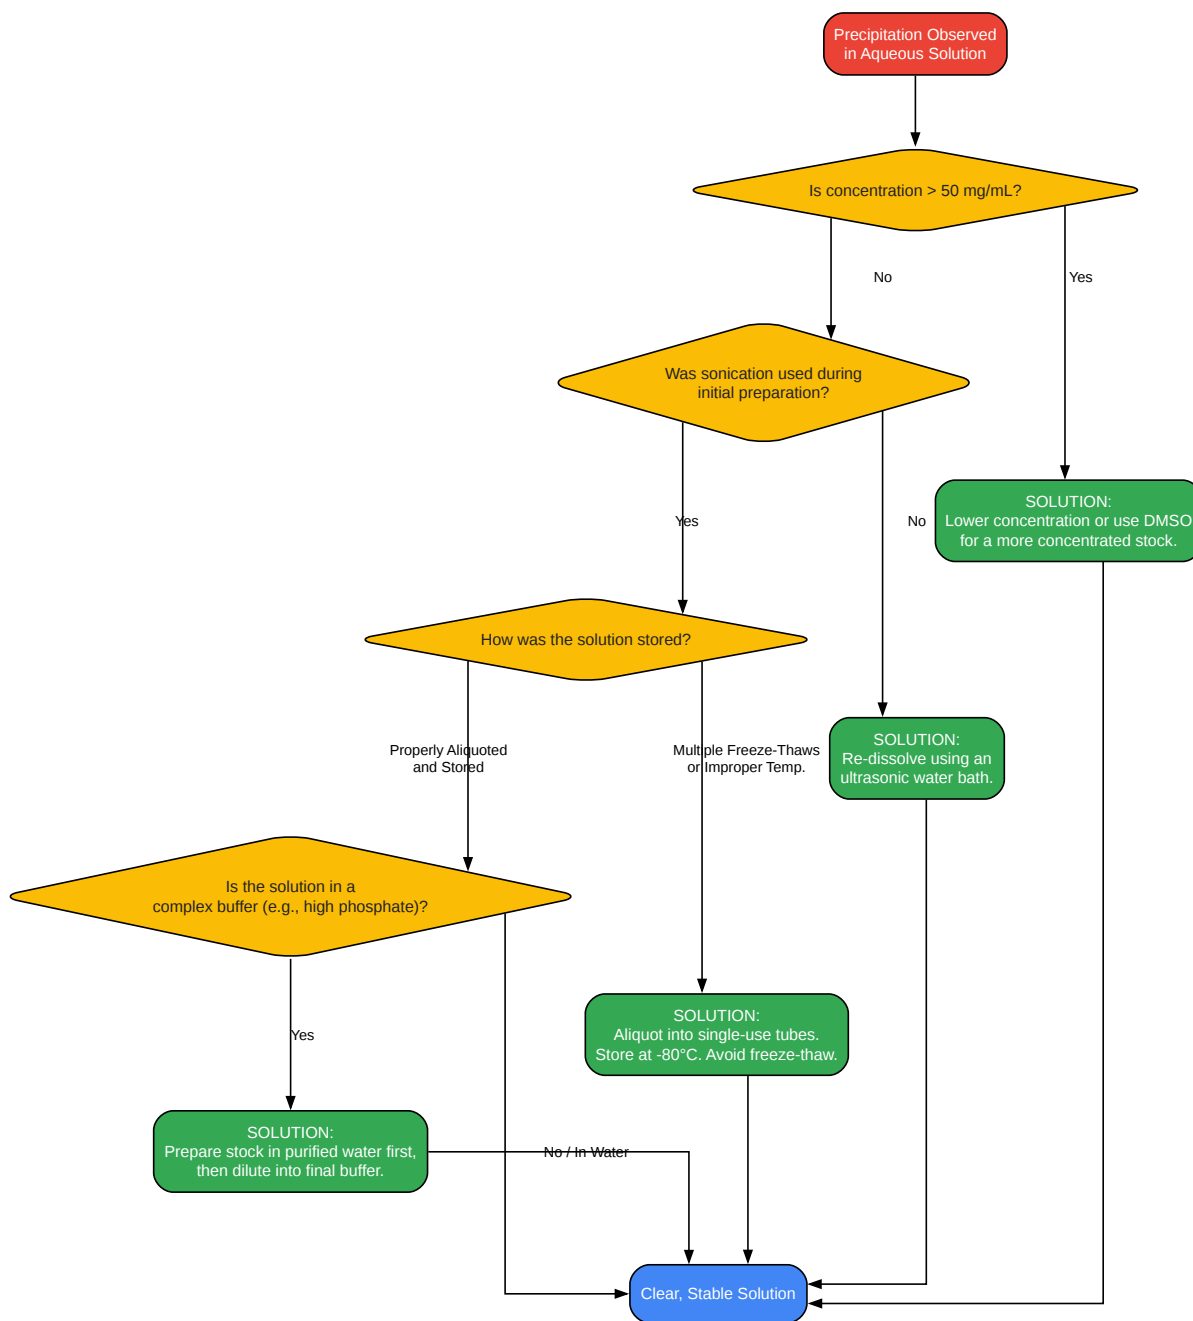 Precipitation Observed
in Aqueous Solution
Is concentration > 50 mg/mL?
No
Yes
Was sonication used during
initial preparation?
SOLUTION:
Lower concentration or use DMSO
for a more concentrated stock.
Yes
No
How was the solution stored?
SOLUTION:
Re-dissolve using an
ultrasonic water bath.
Properly Aliquoted
and Stored
Multiple Freeze-Thaws
or Improper Temp.
Is the solution in a
complex buffer (e.g., high phosphate)?
SOLUTION:
Aliquot into single-use tubes.
Store at -80°C. Avoid freeze-thaw.
Yes
SOLUTION:
Prepare stock in purified water first,
then dilute into final buffer.
No / In Water
Clear, Stable Solution